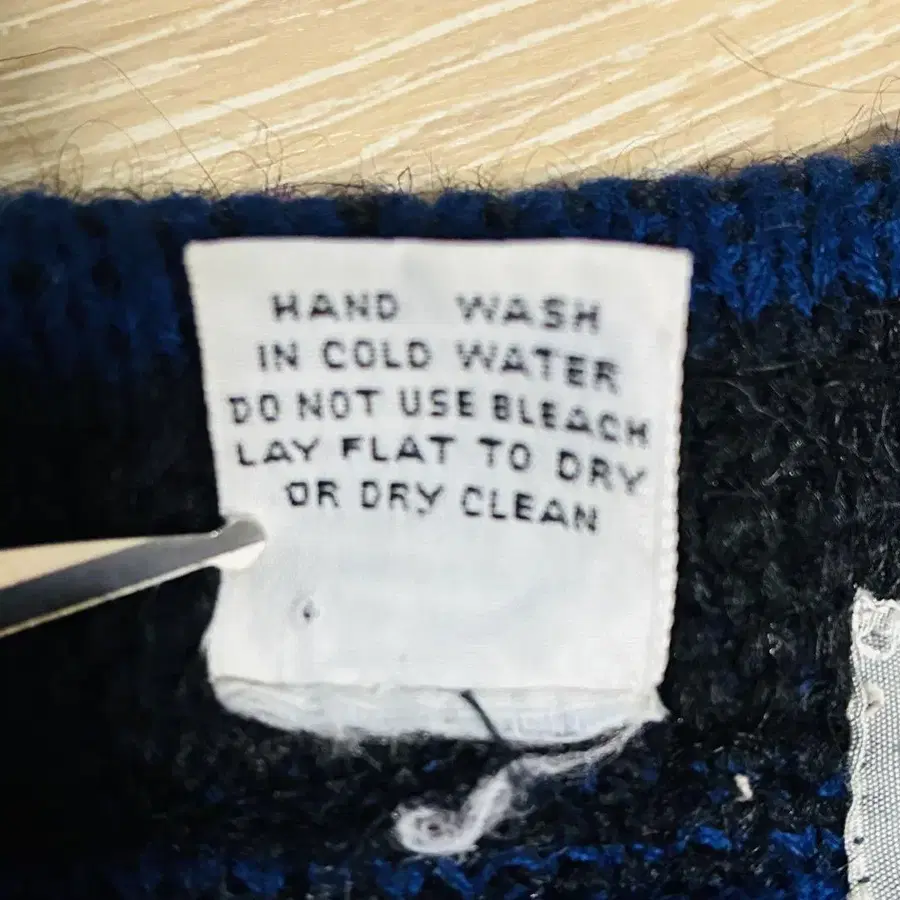 HAND WASH
IN COLD WATER
DO NOT USE BLEACH
LAY FLAT TO DRY
OR DRY CLEAN